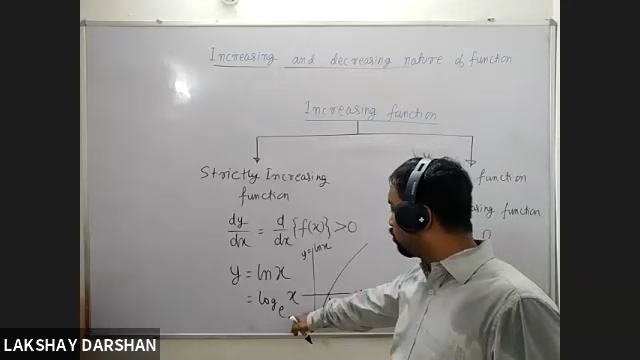 Increasing and decreasing nature of function
Increasing function
Strictly Increasing
function
dy/dx = d/dx {f(x)} > 0
y = ln x
= log_e x
y = ln x
function
function
LAKSHAY DARSHAN